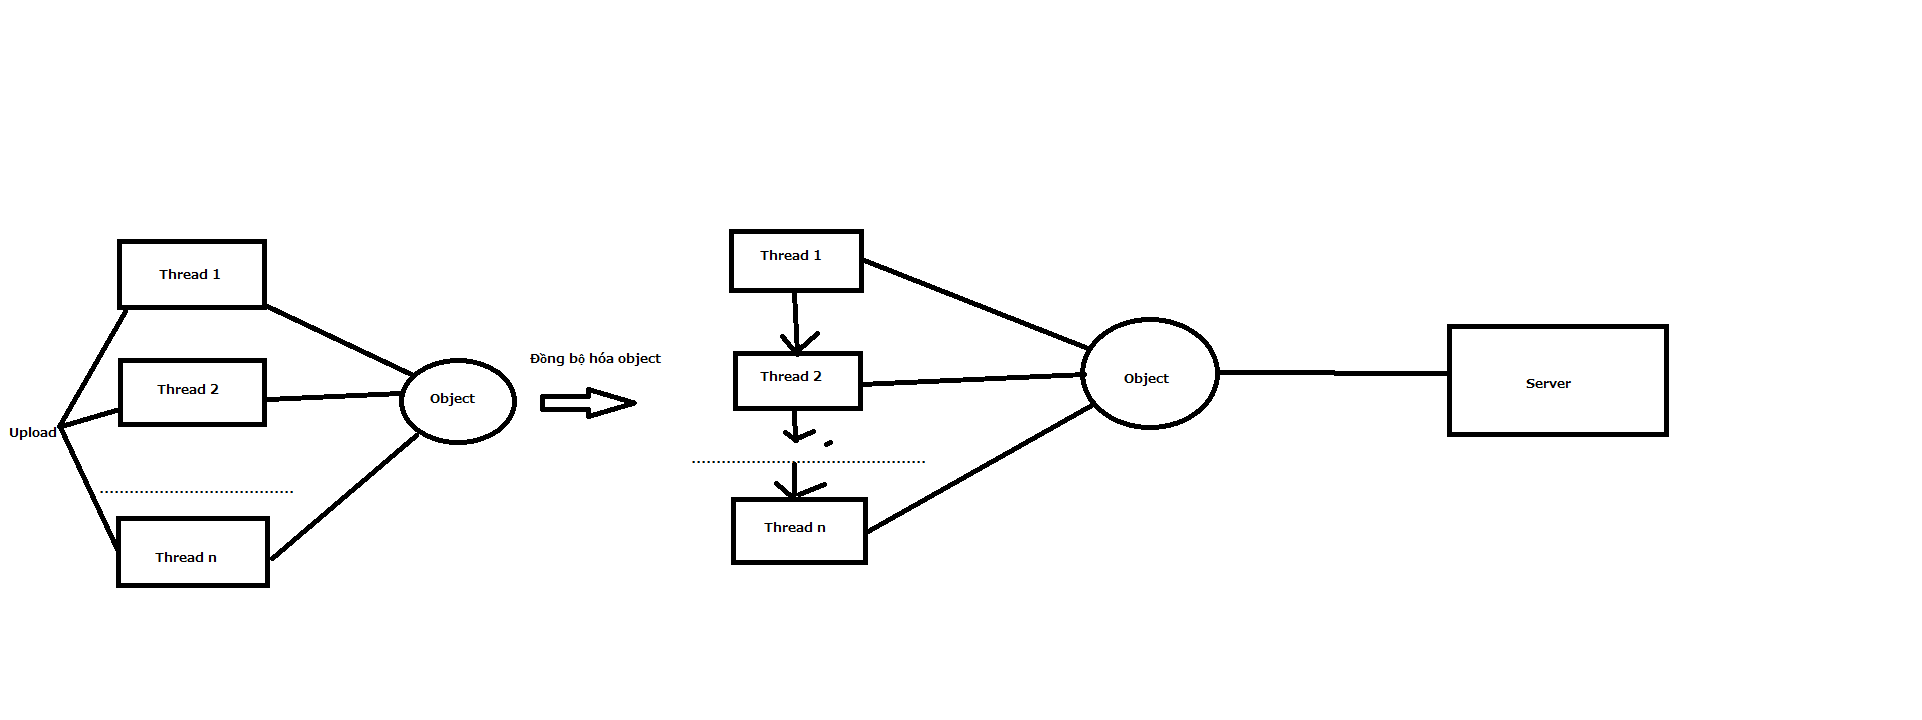 Upload
Thread 1
Thread 2
.......................................
Thread n
Object
Đồng bộ hóa object
Thread 1
Thread 2
...............................................
Thread n
Object
Server